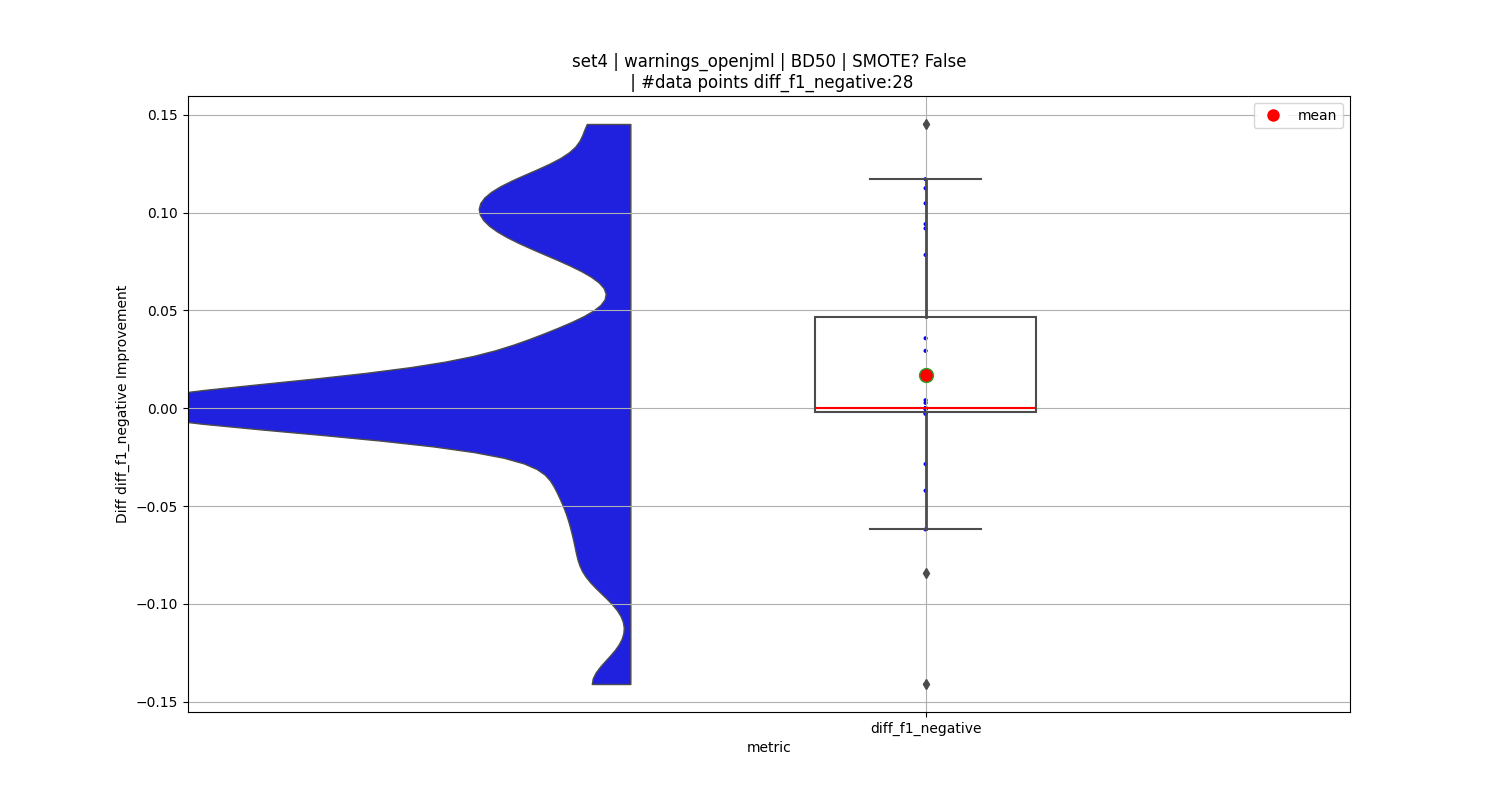 set4 | warnings_openjml | BD50 | SMOTE? False
| #data points diff_f1_negative:28
mean
0.15
0.10
0.05
0.00
−0.05
−0.10
−0.15
Diff diff_f1_negative Improvement
diff_f1_negative
metric